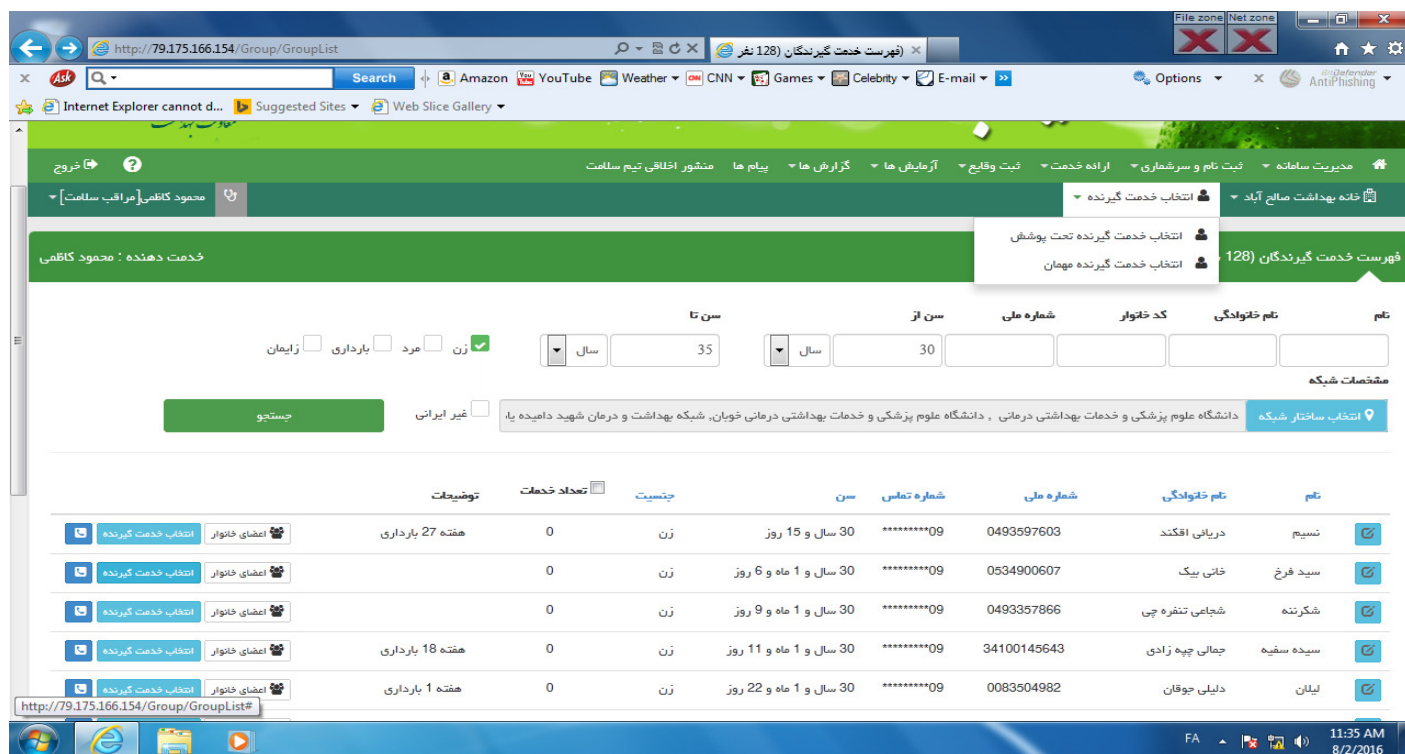 File zone Net zone
http://79.175.166.154/Group/GroupList
(فهرست خدمت گیرندگان (128 نفر
Ask Search Amazon YouTube Weather CNN Games Celebrity E-mail Options AntiPhishing
Internet Explorer cannot d... Suggested Sites Web Slice Gallery
معاونت بهداشت
مدیریت سامانه ثبت نام و سرشماری ارائه خدمت ثبت وقایع آزمایش ها گزارش ها پیام ها منشور اخلاقی تیم سلامت خروج
خانه بهداشت صالح آباد انتخاب خدمت گیرنده محمود کاظمی[مراقب سلامت]
انتخاب خدمت گیرنده تحت پوشش
انتخاب خدمت گیرنده مهمان
فهرست خدمت گیرندگان (128 خدمت دهنده : محمود کاظمی
نام نام خانوادگی کد خانوار شماره ملی سن از سن تا
30 سال 35 سال زن مرد بارداری زایمان
مشخصات شبکه
انتخاب ساختار شبکه دانشگاه علوم پزشکی و خدمات بهداشتی درمانی , دانشگاه علوم پزشکی و خدمات بهداشتی درمانی خوبان, شبکه بهداشت و درمان شهید دامیده یا, غیر ایرانی جستجو
نام نام خانوادگی شماره ملی شماره تماس سن جنسیت تعداد خدمات توضیحات
نسیم دریائی افکند 0493597603 09********* 30 سال و 15 روز زن 0 هفته 27 بارداری اعضای خانوار انتخاب خدمت گیرنده
سید فرخ خانی بیک 0534900607 09********* 30 سال و 1 ماه و 6 روز زن 0 اعضای خانوار انتخاب خدمت گیرنده
شکرننه شجاعی تنفره چی 0493357866 09********* 30 سال و 1 ماه و 9 روز زن 0 اعضای خانوار انتخاب خدمت گیرنده
سیده سفیه جمالی چپه زادی 34100145643 09********* 30 سال و 1 ماه و 11 روز زن 0 هفته 18 بارداری اعضای خانوار انتخاب خدمت گیرنده
لیلان دلیلی جوقان 0083504982 09********* 30 سال و 1 ماه و 22 روز زن 0 هفته 1 بارداری اعضای خانوار انتخاب خدمت گیرنده
http://79.175.166.154/Group/GroupList#
FA 11:35 AM
8/2/2016